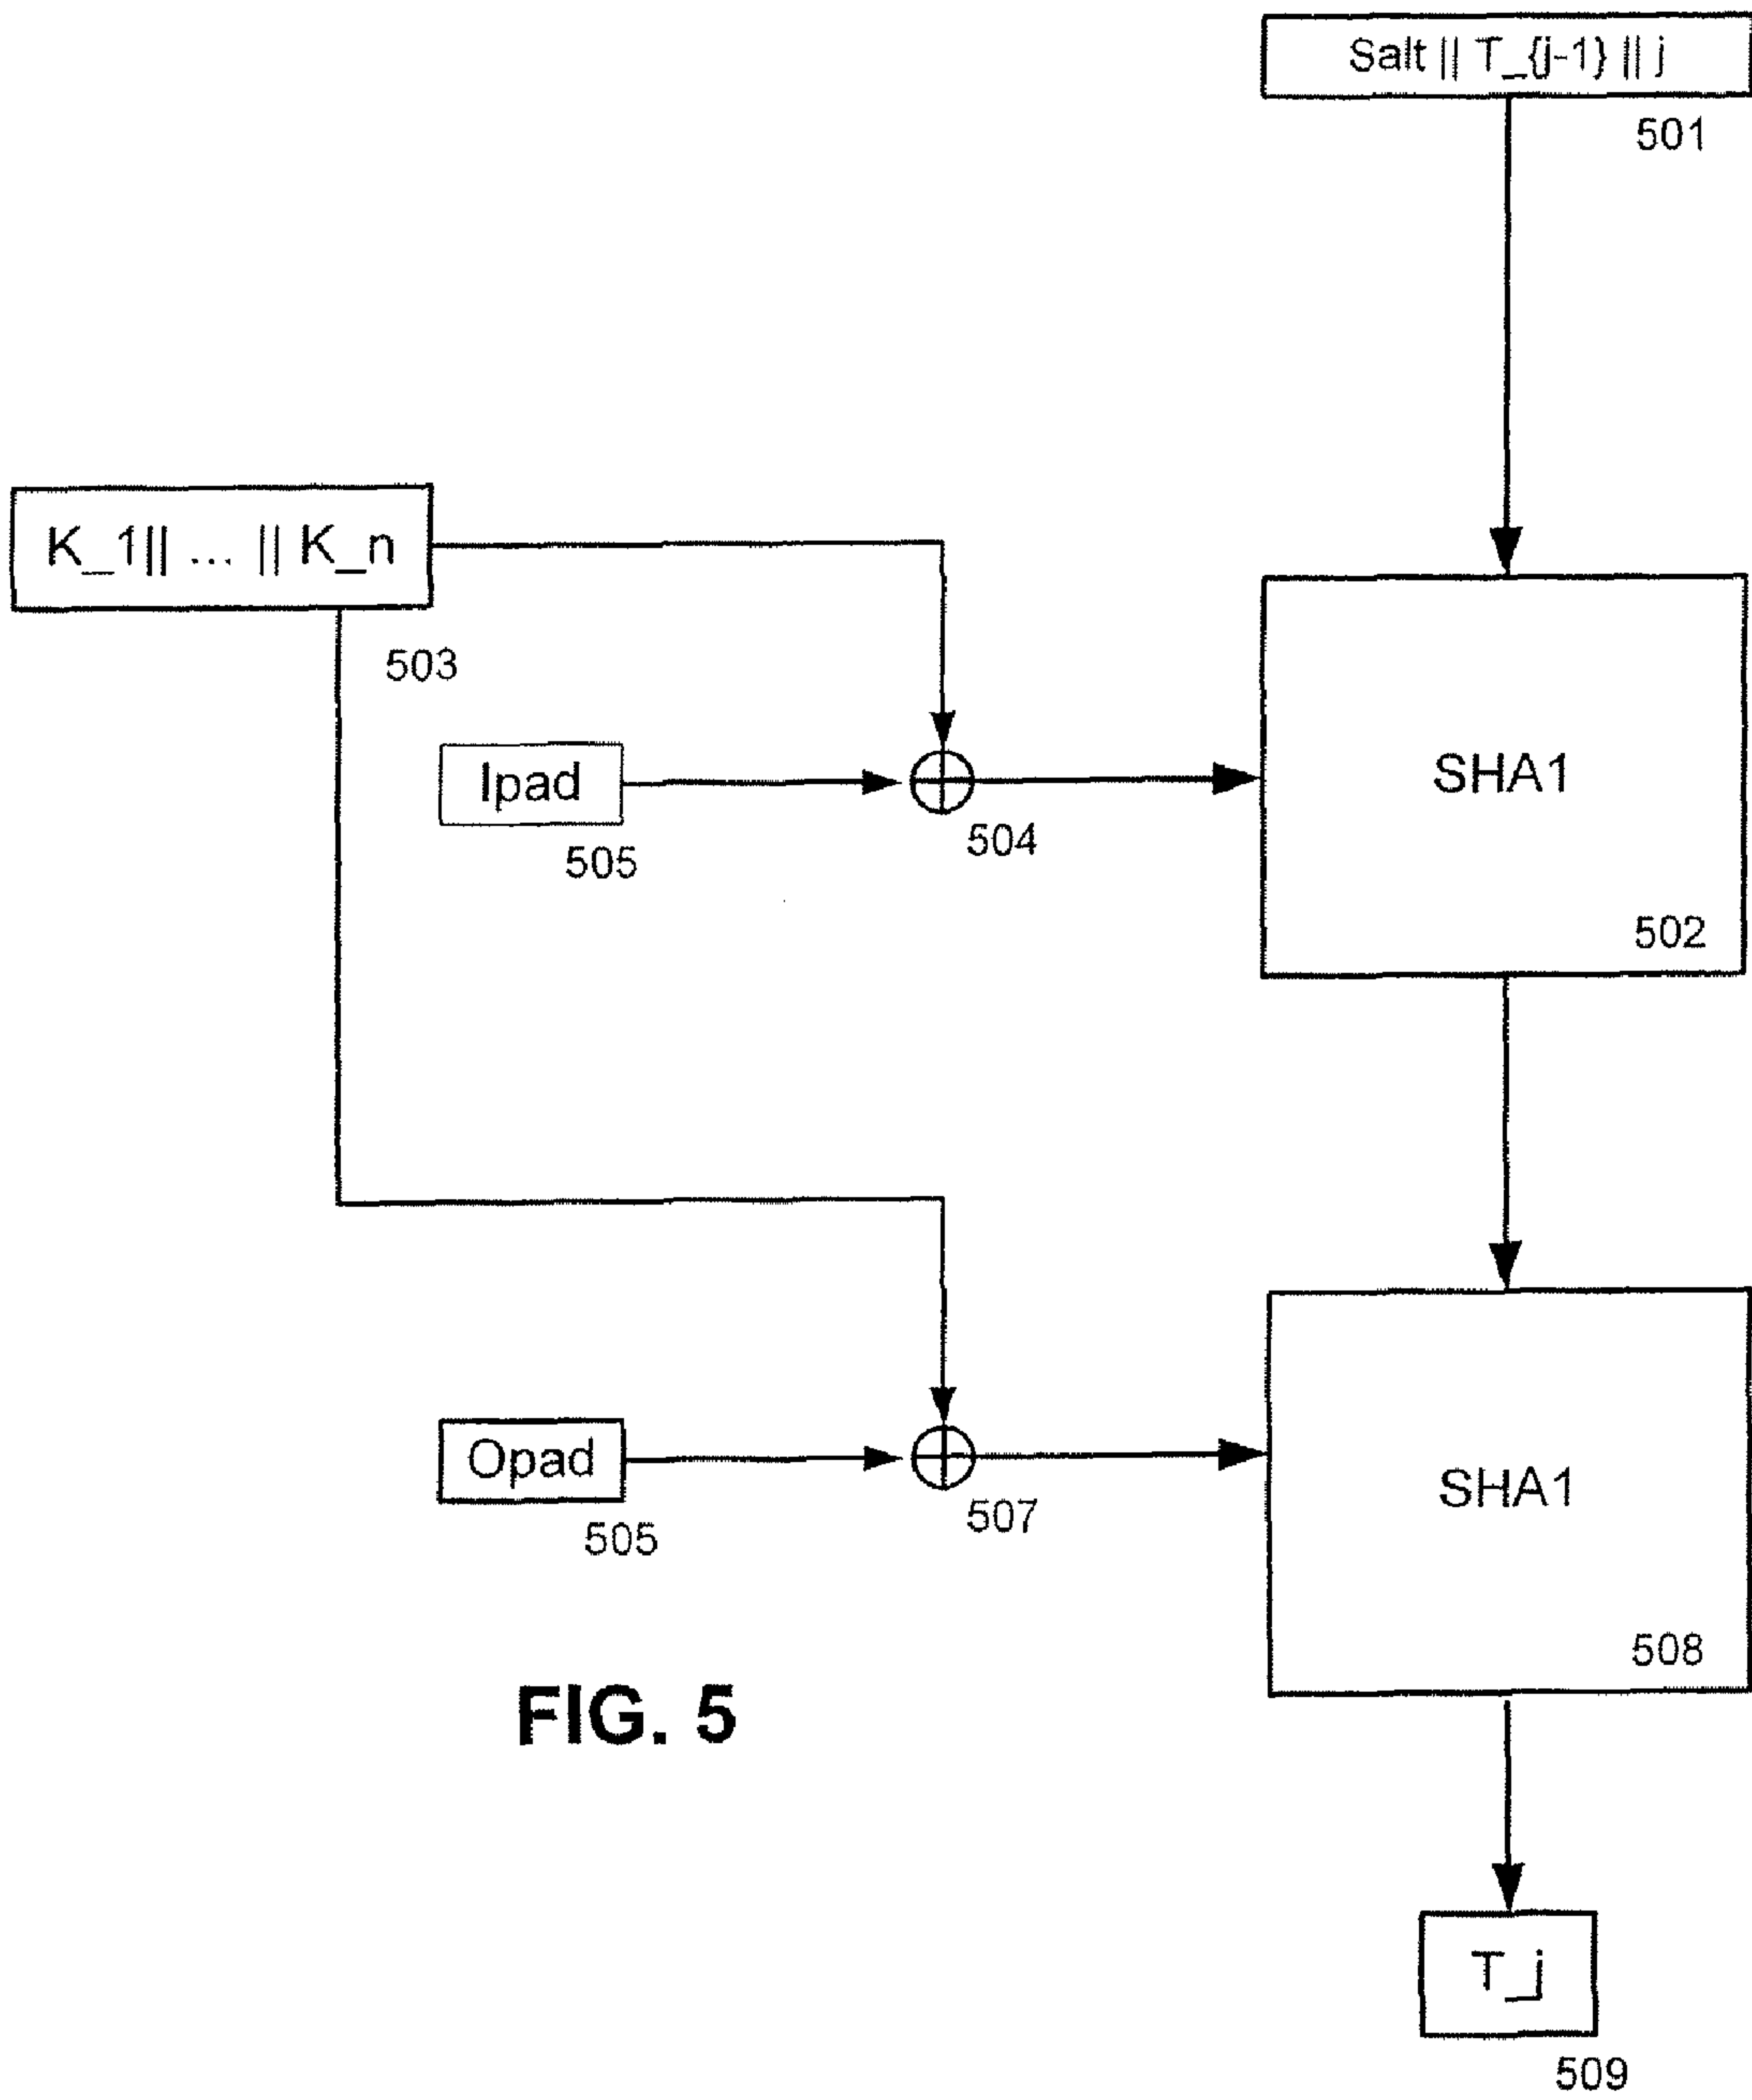 Salt || T_{j-1} || j
501
K_1|| ... || K_n
503
Ipad
505
504
SHA1
502
Opad
505
507
SHA1
508
FIG. 5
T_j
509